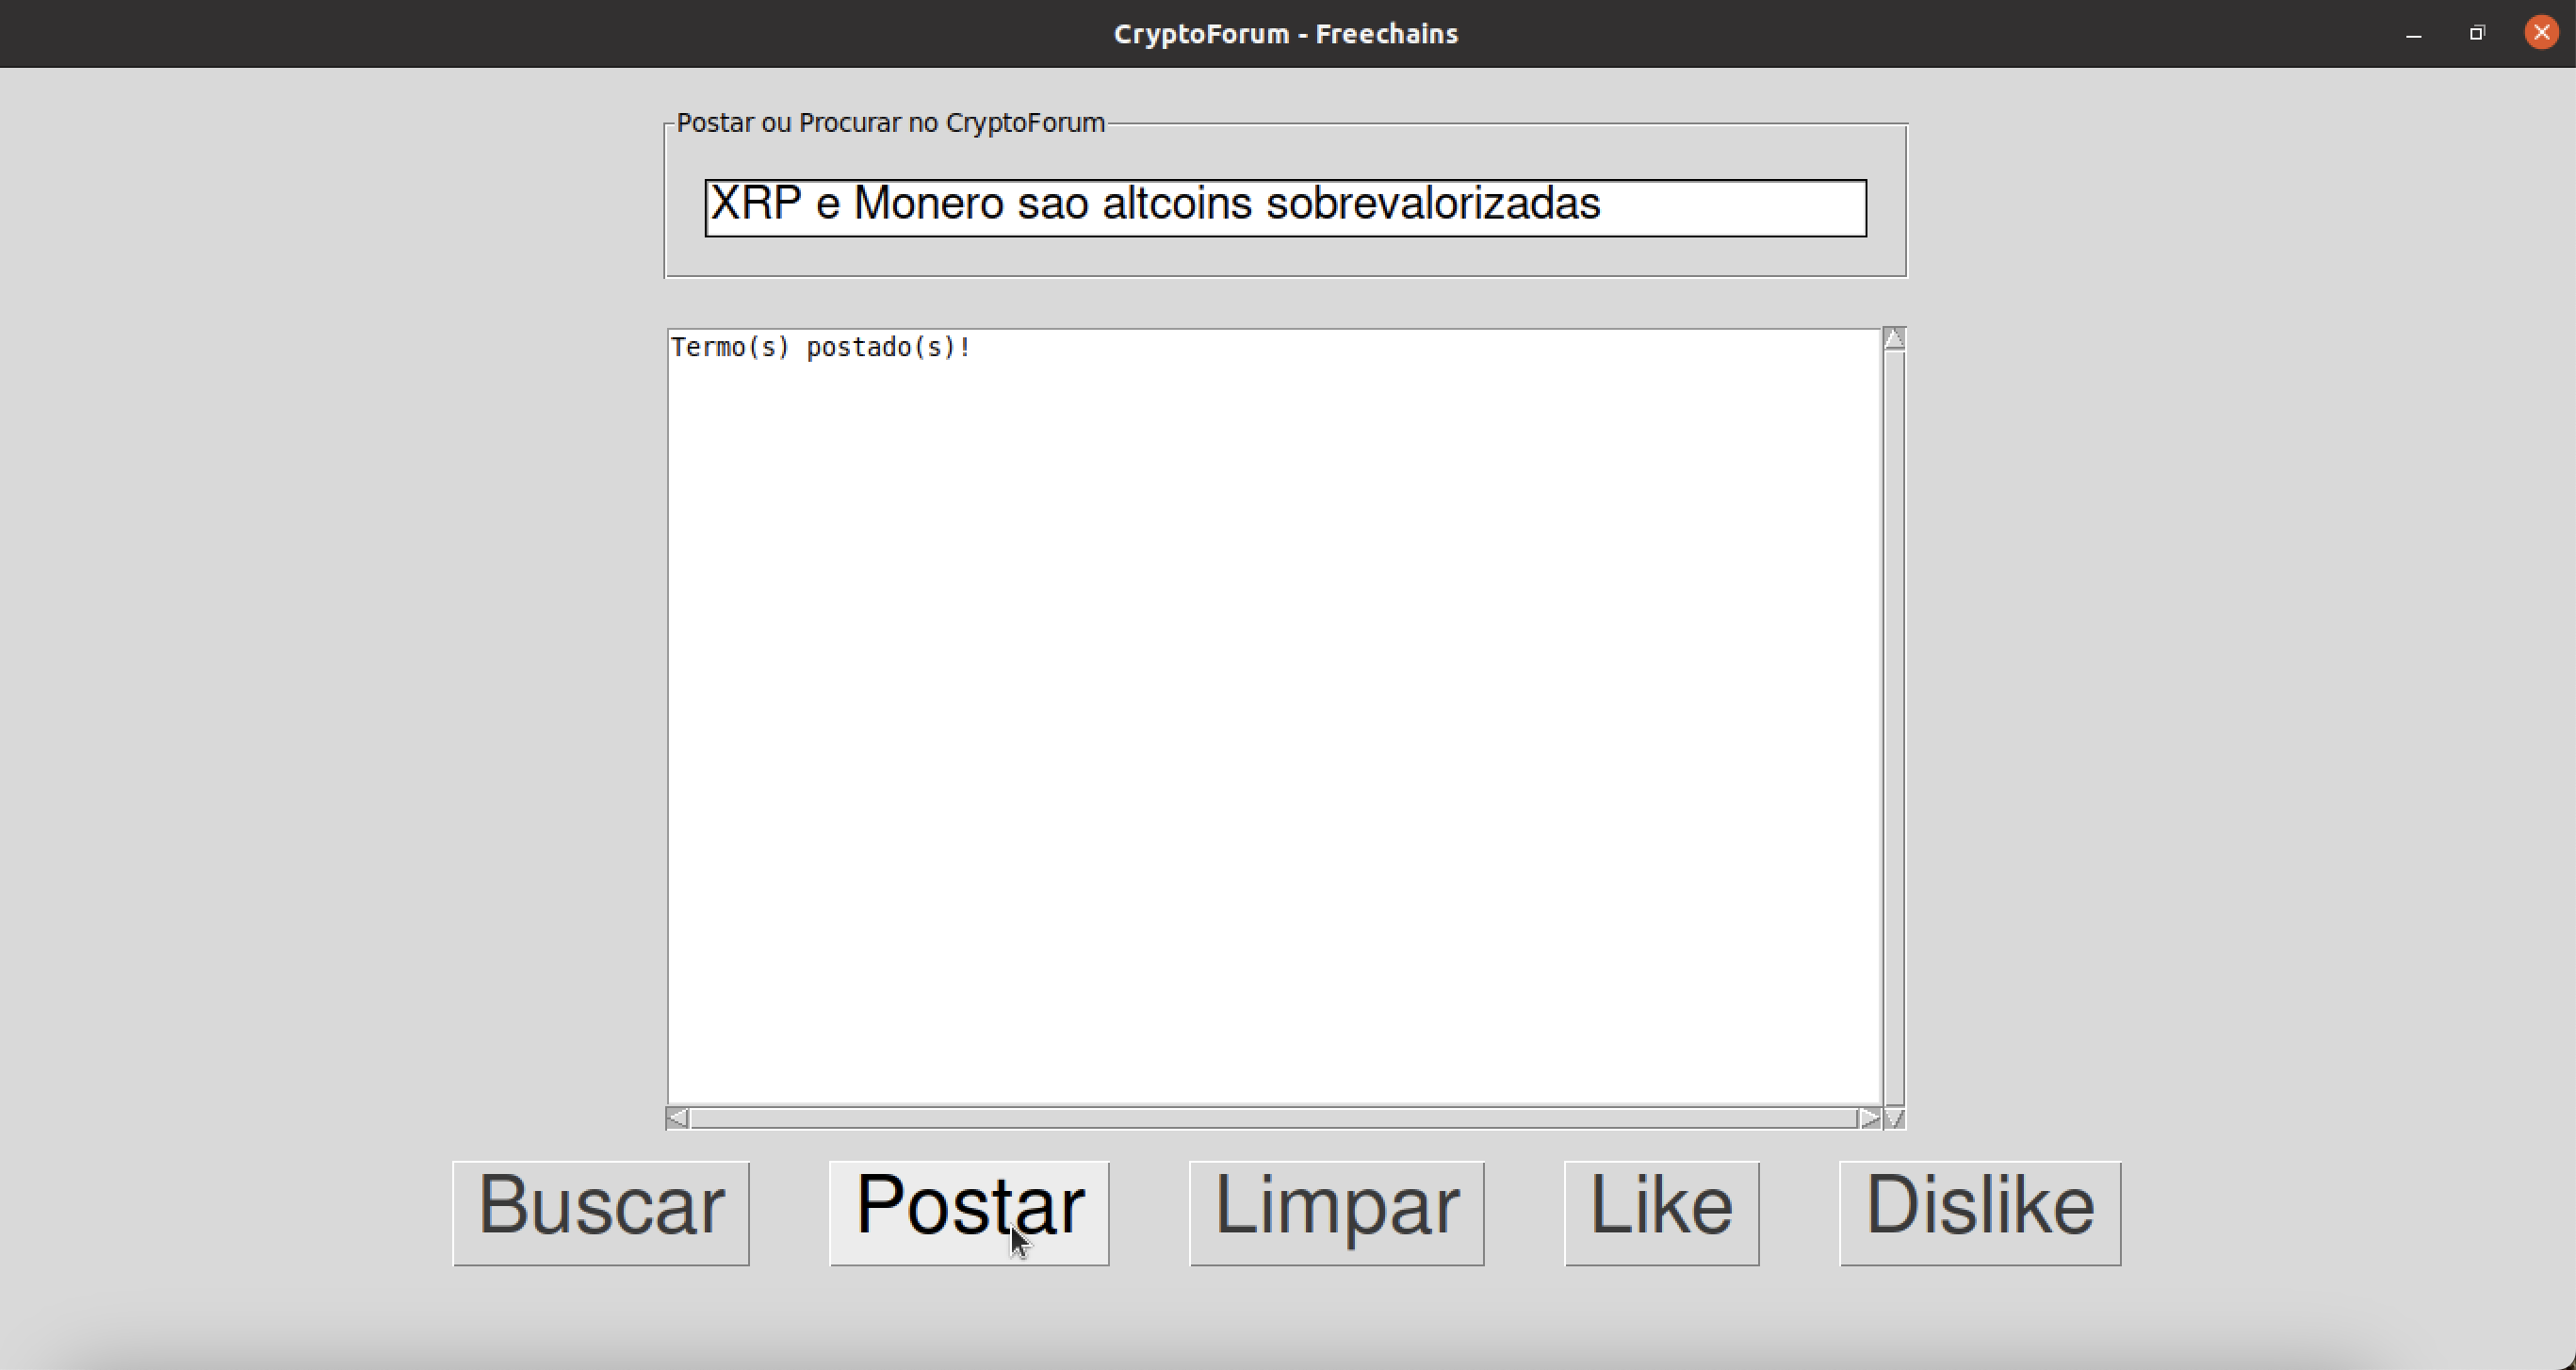 CryptoForum - Freechains
Postar ou Procurar no CryptoForum
XRP e Monero sao altcoins sobrevalorizadas
Termo(s) postado(s)!
Buscar Postar Limpar Like Dislike